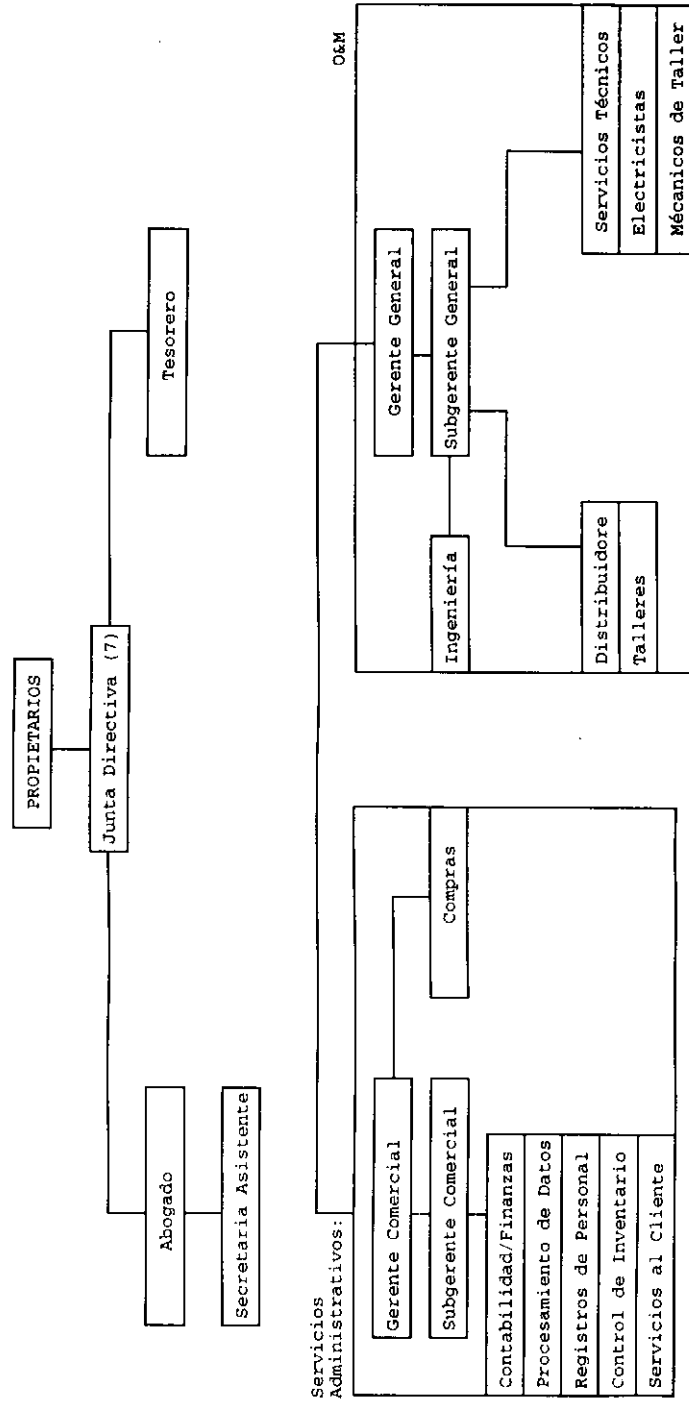 PROPIETARIOS
Junta Directiva (7)
Abogado
Tesorero
Secretaria Asistente
Servicios
Administrativos:
O&M
Gerente Comercial
Compras
Subgerente Comercial
Contabilidad/Finanzas
Procesamiento de Datos
Registros de Personal
Control de Inventario
Servicios al Cliente
Gerente General
Ingeniería
Subgerente General
Distribuidore
Talleres
Servicios Técnicos
Electricistas
Mécanicos de Taller